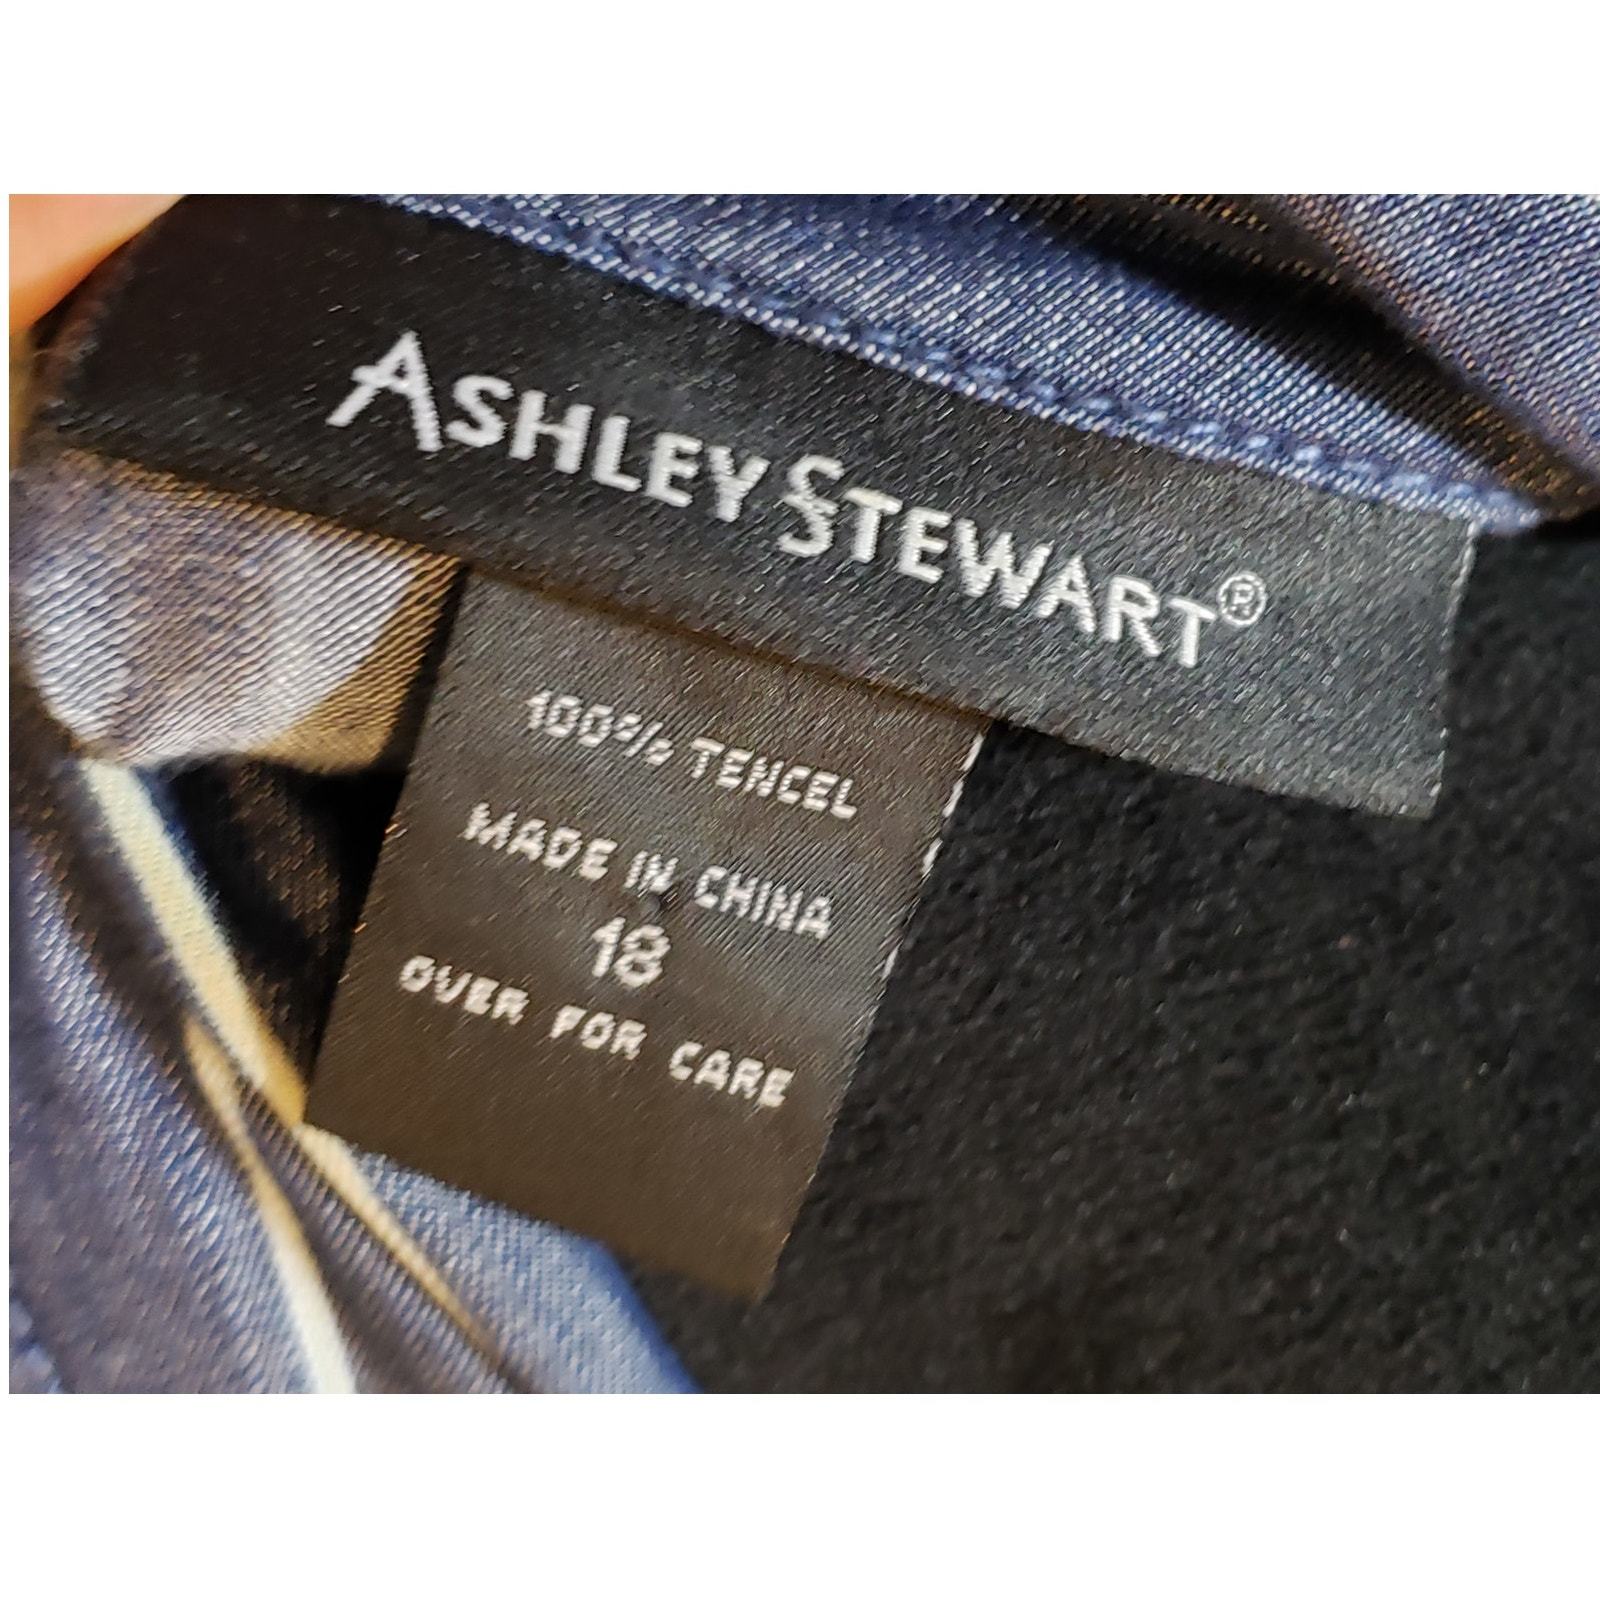 ASHLEY STEWART®
100% TENCEL
MADE IN CHINA
18
OVER FOR CARE